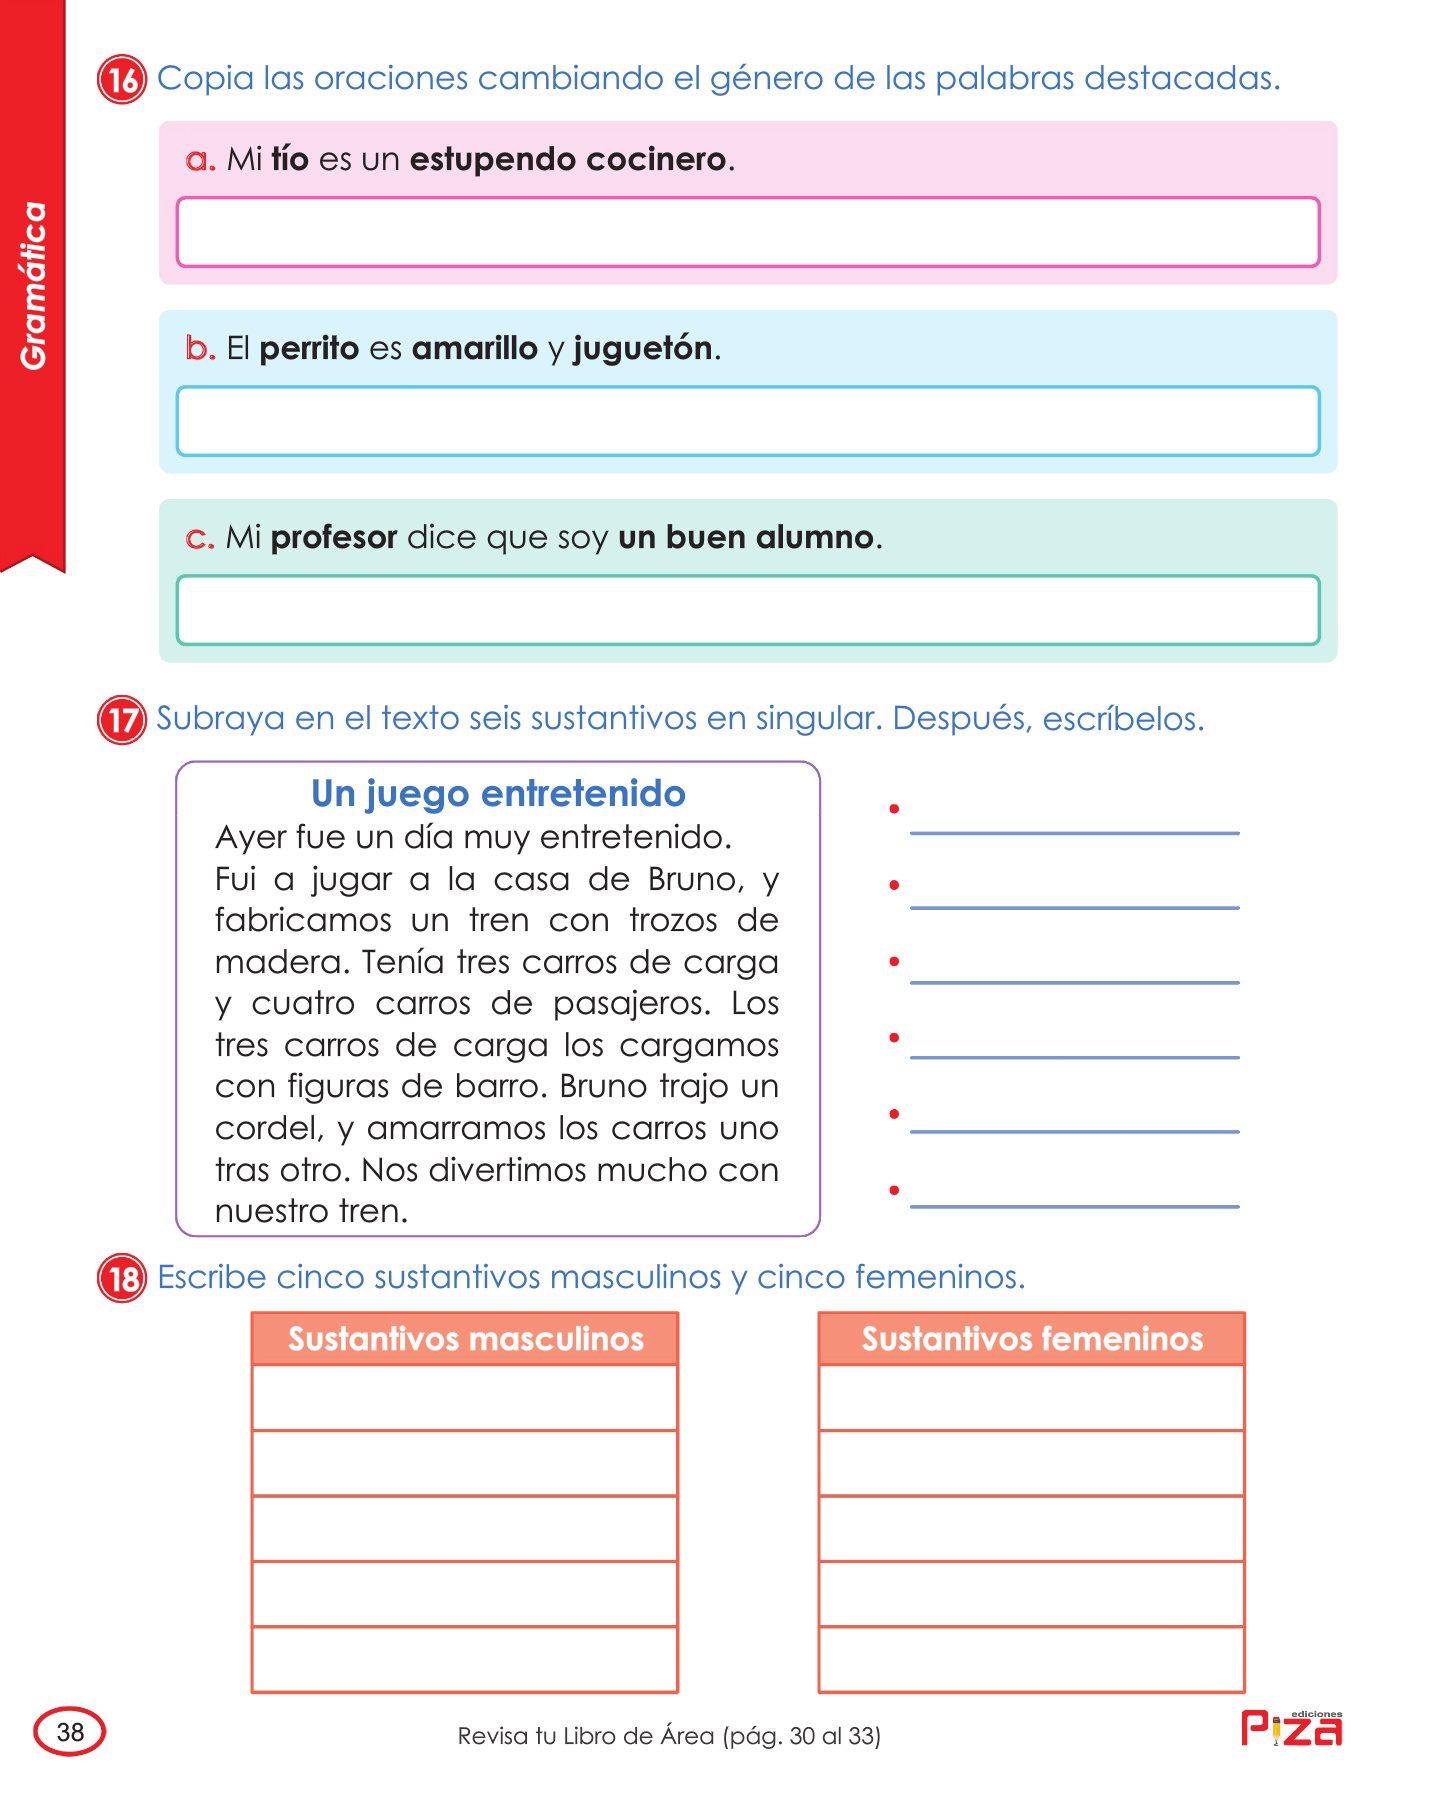 Gramática
16 Copia las oraciones cambiando el género de las palabras destacadas.
a. Mi tío es un estupendo cocinero.
b. El perrito es amarillo y juguetón.
c. Mi profesor dice que soy un buen alumno.
17 Subraya en el texto seis sustantivos en singular. Después, escríbelos.
Un juego entretenido
Ayer fue un día muy entretenido.
Fui a jugar a la casa de Bruno, y
fabricamos un tren con trozos de
madera. Tenía tres carros de carga
y cuatro carros de pasajeros. Los
tres carros de carga los cargamos
con figuras de barro. Bruno trajo un
cordel, y amarramos los carros uno
tras otro. Nos divertimos mucho con
nuestro tren.
•
•
•
•
•
•
18 Escribe cinco sustantivos masculinos y cinco femeninos.
Sustantivos masculinos
Sustantivos femeninos
38
Revisa tu Libro de Área (pág. 30 al 33)
ediciones
Piza